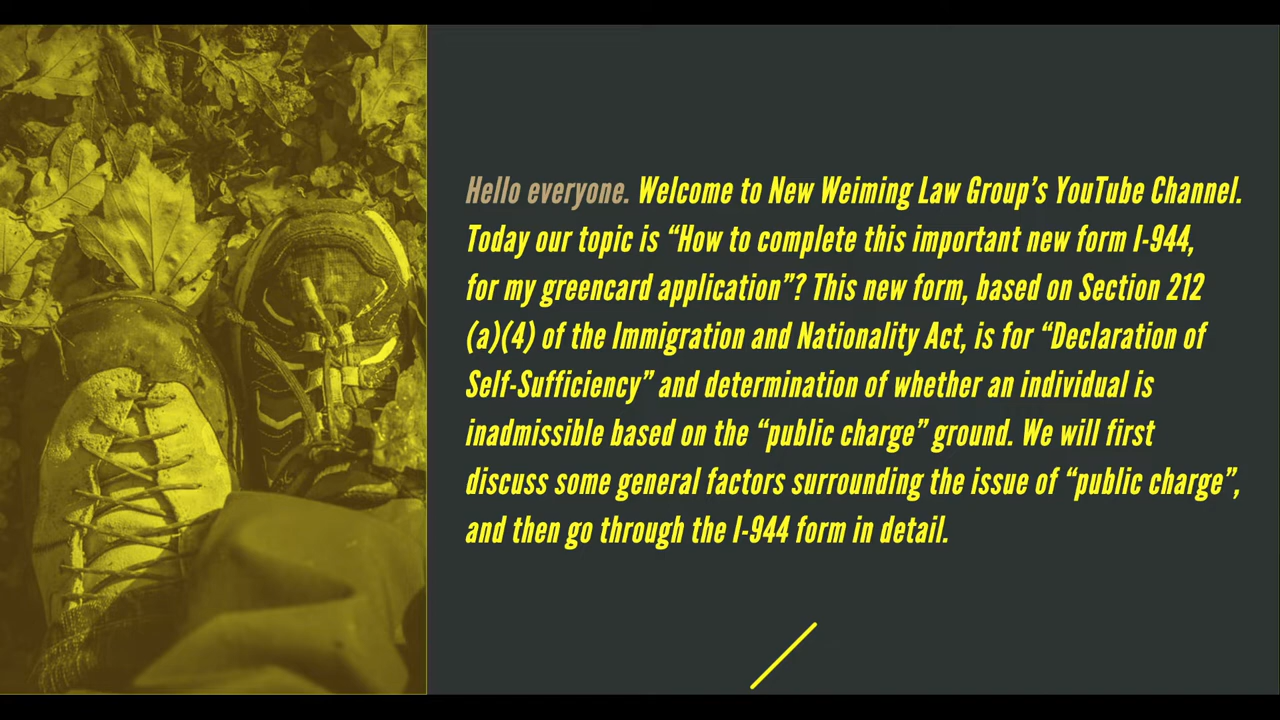 Hello everyone. Welcome to New Weiming Law Group’s YouTube Channel.
Today our topic is “How to complete this important new form I-944,
for my greencard application”? This new form, based on Section 212
(a)(4) of the Immigration and Nationality Act, is for “Declaration of
Self-Sufficiency” and determination of whether an individual is
inadmissible based on the “public charge” ground. We will first
discuss some general factors surrounding the issue of “public charge”,
and then go through the I-944 form in detail.